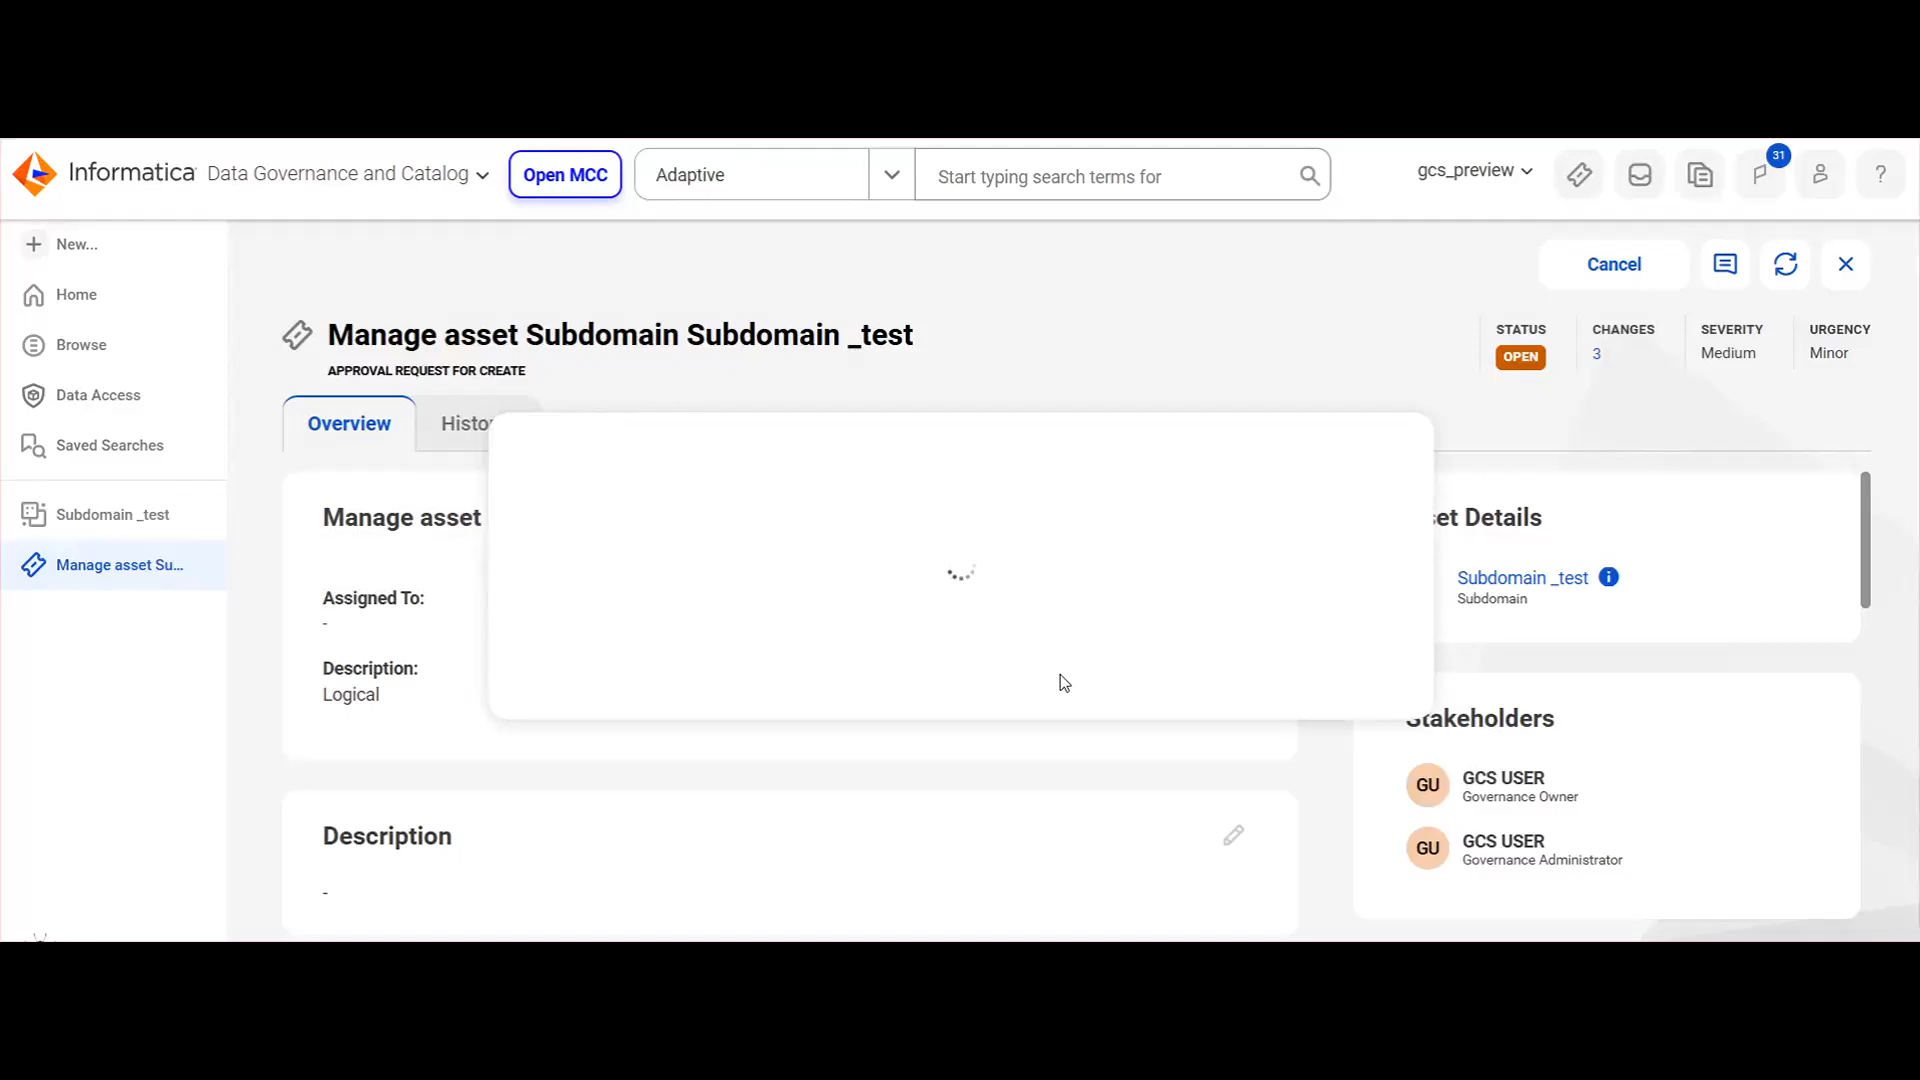 Informatica Data Governance and Catalog
Open MCC
Adaptive
Start typing search terms for
gcs_preview
31
?
New...
Home
Browse
Data Access
Saved Searches
Subdomain _test
Manage asset Su...
Cancel
Manage asset Subdomain Subdomain _test
APPROVAL REQUEST FOR CREATE
STATUS
OPEN
CHANGES
3
SEVERITY
Medium
URGENCY
Minor
Overview
Histo
Manage asset
Assigned To:
-
Description:
Logical
Description
-
et Details
Subdomain _test
Subdomain
Stakeholders
GU
GCS USER
Governance Owner
GU
GCS USER
Governance Administrator